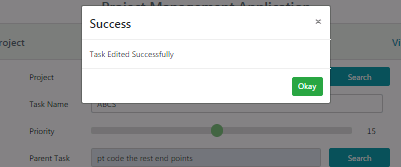 Project Management Application
Success
×
roject
Vi
Task Edited Successfully
Project
Search
Okay
Task Name
ABCS
Priority
15
Parent Task
pt code the rest end points
Search